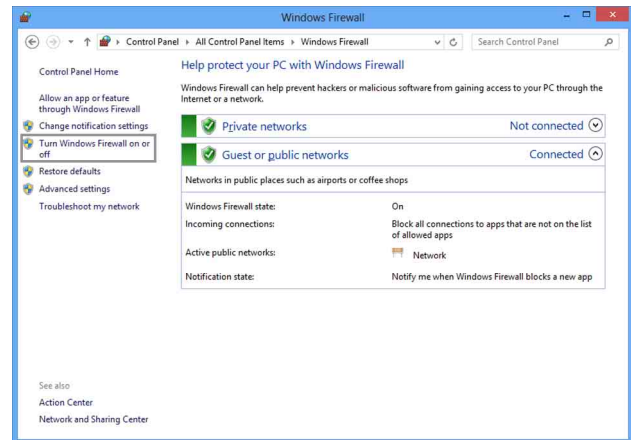 Windows Firewall
Control Panel ▸ All Control Panel Items ▸ Windows Firewall
Search Control Panel
Control Panel Home
Allow an app or feature
through Windows Firewall
Change notification settings
Turn Windows Firewall on or
off
Restore defaults
Advanced settings
Troubleshoot my network
Help protect your PC with Windows Firewall
Windows Firewall can help prevent hackers or malicious software from gaining access to your PC through the
Internet or a network.
Private networks Not connected
Guest or public networks Connected
Networks in public places such as airports or coffee shops
Windows Firewall state: On
Incoming connections: Block all connections to apps that are not on the list
of allowed apps
Active public networks: Network
Notification state: Notify me when Windows Firewall blocks a new app
See also
Action Center
Network and Sharing Center